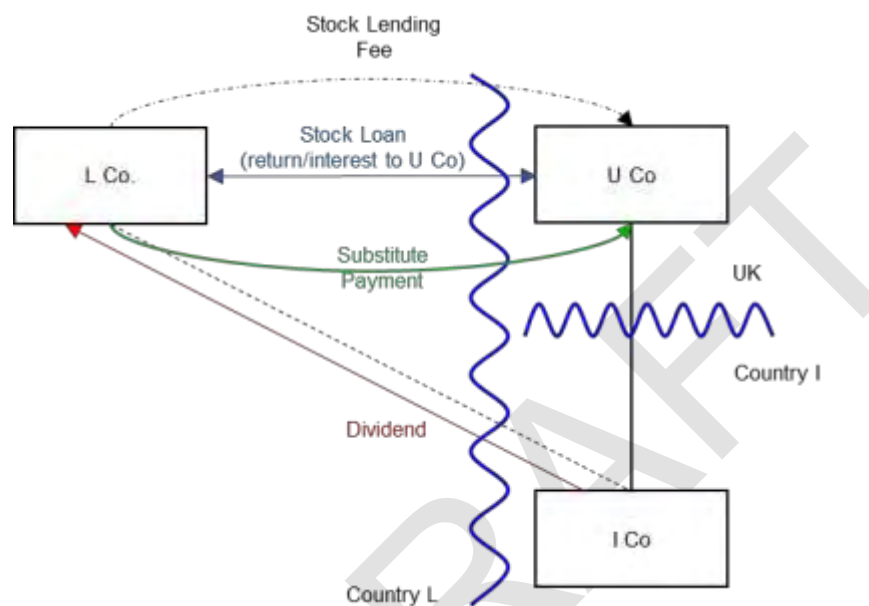 Stock Lending
Fee
L Co.
Stock Loan
(return/interest to U Co)
U Co
Substitute
Payment
UK
Country I
Dividend
I Co
Country L
DRAFT